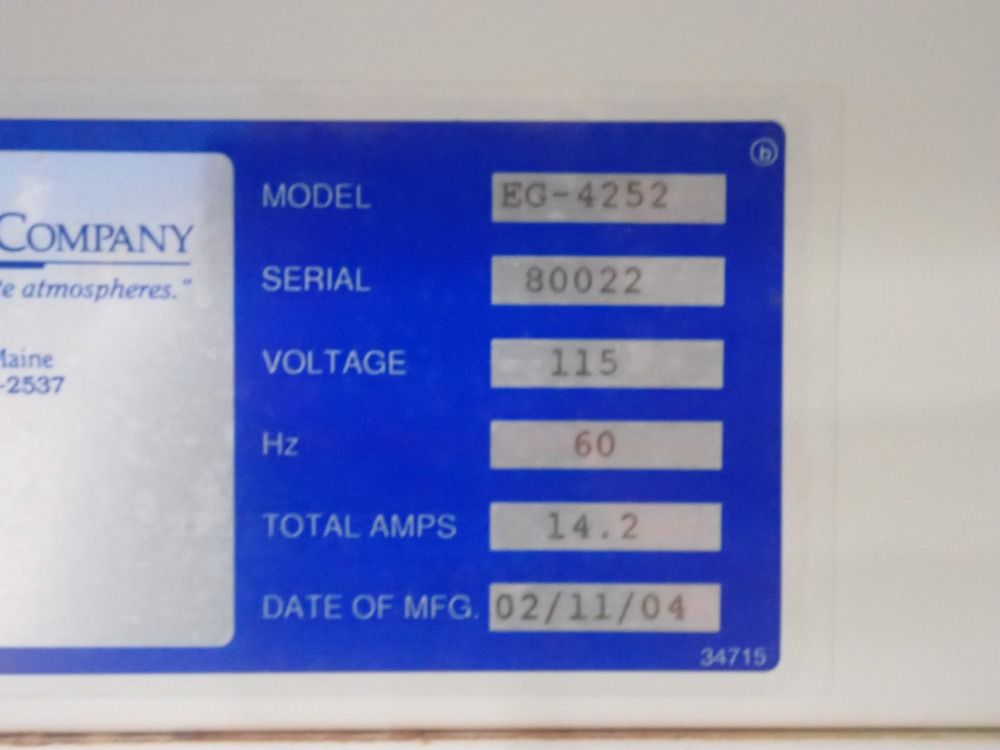 COMPANY
te atmospheres."
Maine
-2537
b
MODEL EG-4252
SERIAL 80022
VOLTAGE 115
Hz 60
TOTAL AMPS 14.2
DATE OF MFG. 02/11/04
34715